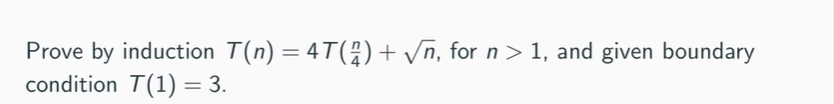 Prove by induction T(n) = 4T(n/4) + √n, for n > 1, and given boundary
condition T(1) = 3.